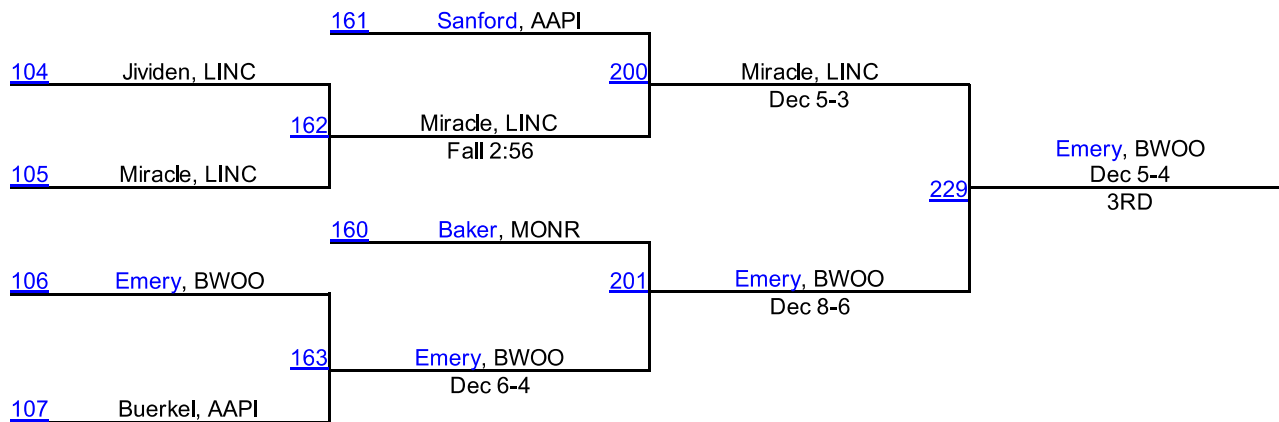 161 Sanford, AAPI
104 Jividen, LINC
200 Miracle, LINC
Dec 5-3
162 Miracle, LINC
Fall 2:56
105 Miracle, LINC
Emery, BWOO
Dec 5-4
229
3RD
160 Baker, MONR
106 Emery, BWOO
201 Emery, BWOO
Dec 8-6
163 Emery, BWOO
Dec 6-4
107 Buerkel, AAPI